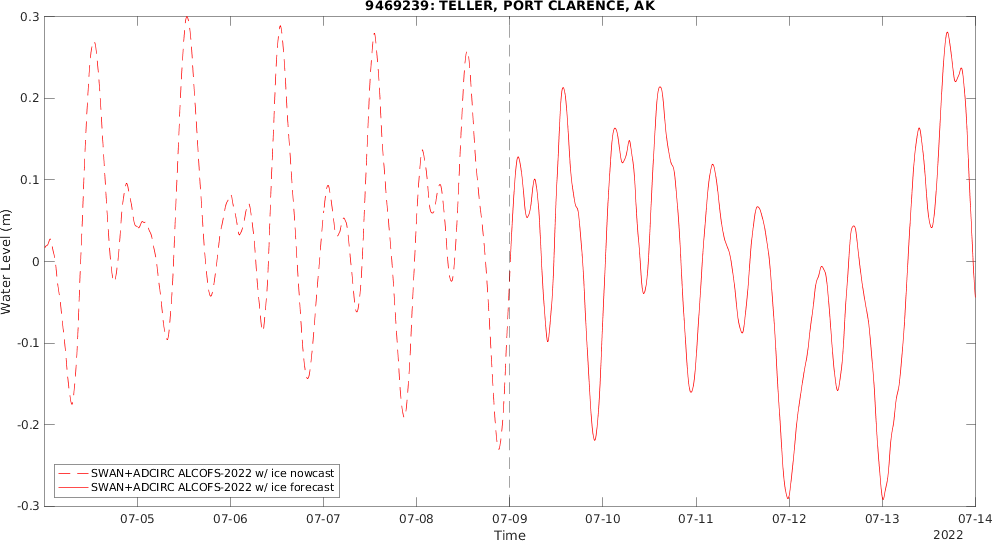 9469239: TELLER, PORT CLARENCE, AK
0.3
0.2
0.1
0
-0.1
-0.2
-0.3
Water Level (m)
SWAN+ADCIRC ALCOFS-2022 w/ ice nowcast
SWAN+ADCIRC ALCOFS-2022 w/ ice forecast
07-05 07-06 07-07 07-08 07-09 07-10 07-11 07-12 07-13 07-14
Time
2022